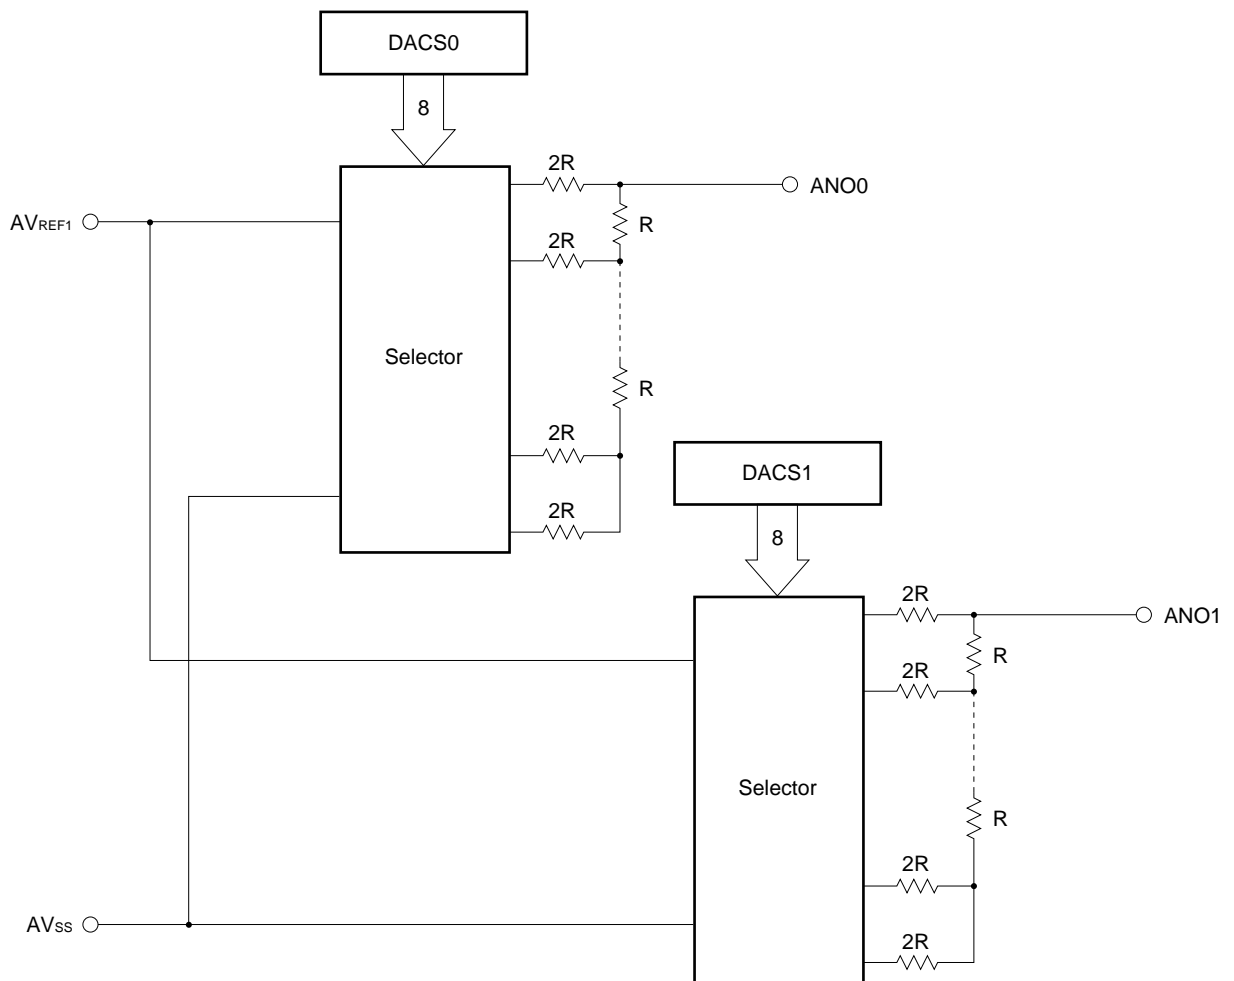 DACS0
8
2R
ANO0
AVREF1
R
2R
Selector
R
2R
DACS1
2R
8
2R
ANO1
R
2R
Selector
R
2R
AVSS
2R